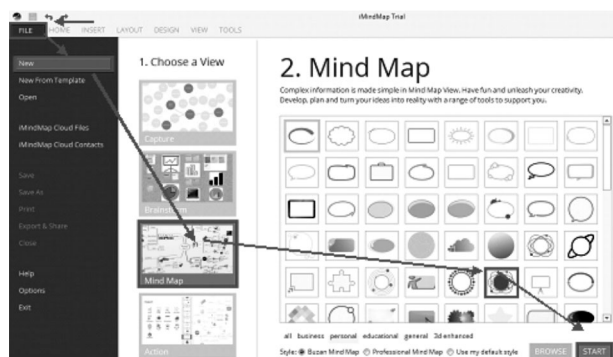 iMindMap Trial
FILE HOME INSERT LAYOUT DESIGN VIEW TOOLS
New
New From Template
Open
iMindMap Cloud Files
iMindMap Cloud Contacts
Save
Save As
Print
Export & Share
Close
Help
Options
Exit
1. Choose a View
Capture
Brainstorm
Mind Map
Action
2. Mind Map
Complex information is made simple in Mind Map View. Have fun and unleash your creativity.
Develop, plan and turn your ideas into reality with a range of tools to support you.
all business personal educational general 3d enhanced
Style: Buzan Mind Map Professional Mind Map Use my default style
BROWSE START